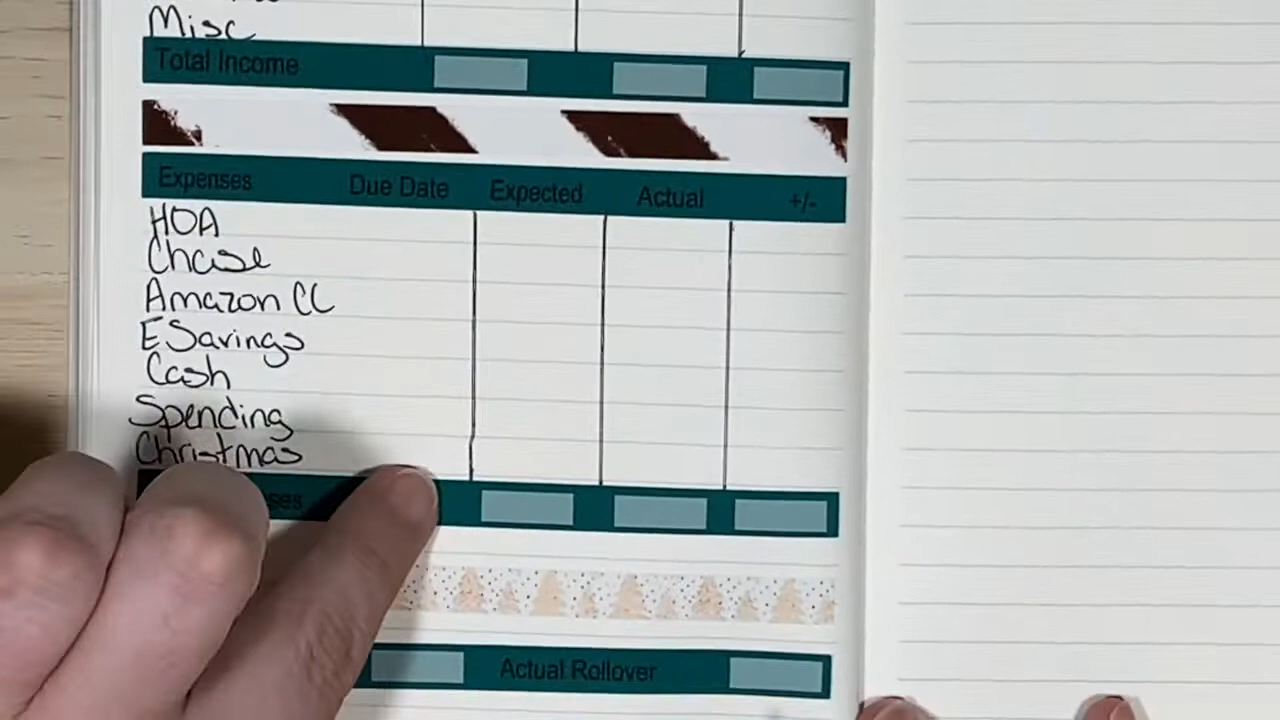 Misc
Total Income
Expenses Due Date Expected Actual +/-
HOA
Chase
Amazon CC
ESavings
Cash
Spending
Christmas
Actual Rollover